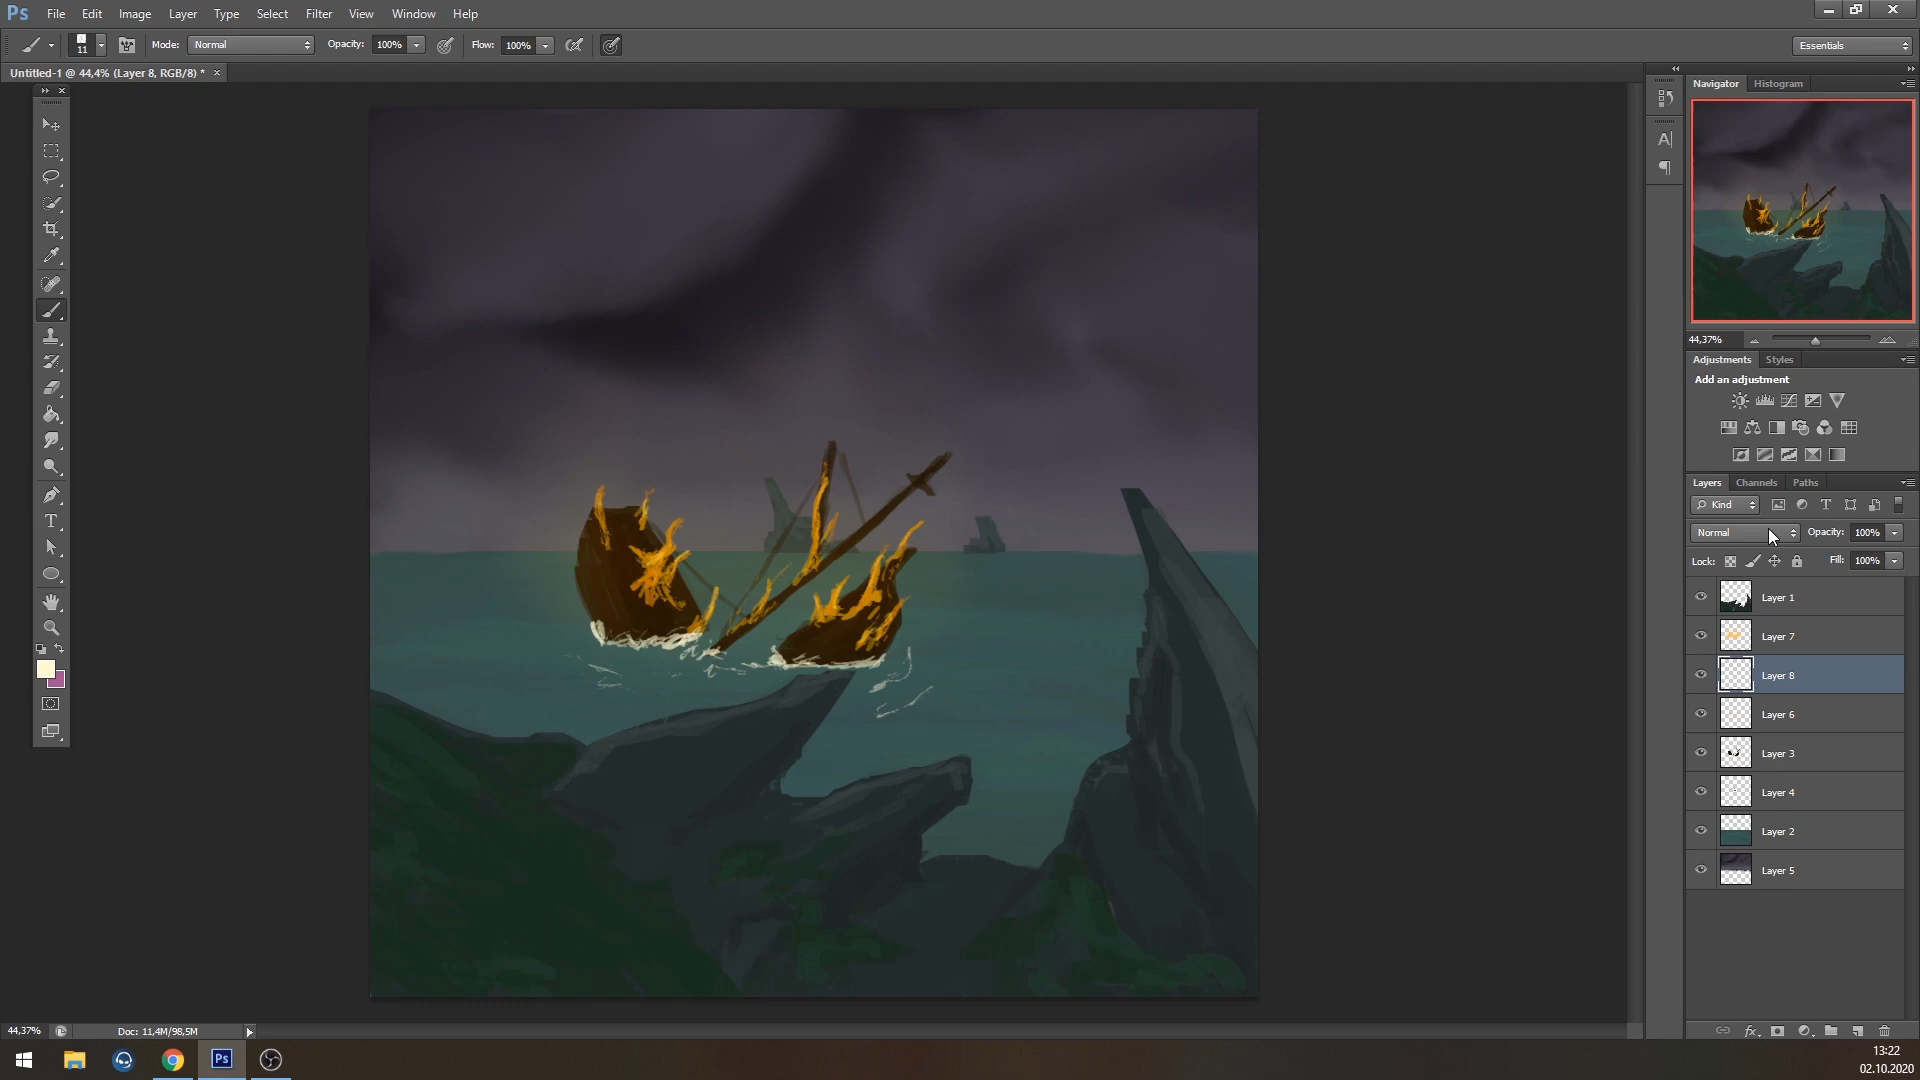 Ps File Edit Image Layer Type Select Filter View Window Help
11 Mode: Normal Opacity: 100% Flow: 100% Essentials
Untitled-1 @ 44,4% (Layer 8, RGB/8) * ×
Navigator Histogram
44,37%
Adjustments Styles
Add an adjustment
Layers Channels Paths
Kind
Normal Opacity: 100%
Lock: Fill: 100%
Layer 1
Layer 7
Layer 8
Layer 6
Layer 3
Layer 4
Layer 2
Layer 5
44,37% Doc: 11,4M/98,5M
Ps
13:22
02.10.2020